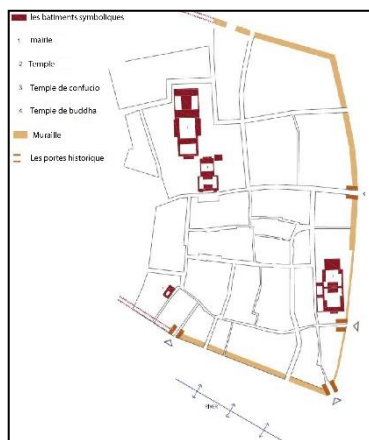 les batiments symboliques
1 mairie
2 Temple
3 Temple de confucio
4 Temple de buddha
Muraille
Les portes historique
RIVER